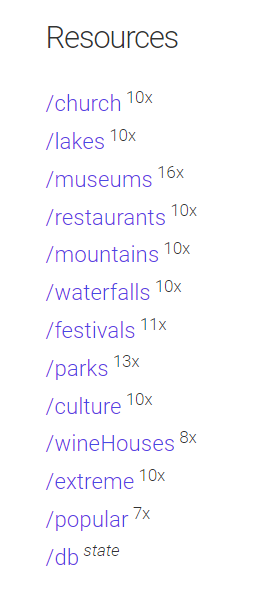 Resources
/church 10x
/lakes 10x
/museums 16x
/restaurants 10x
/mountains 10x
/waterfalls 10x
/festivals 11x
/parks 13x
/culture 10x
/wineHouses 8x
/extreme 10x
/popular 7x
/db state